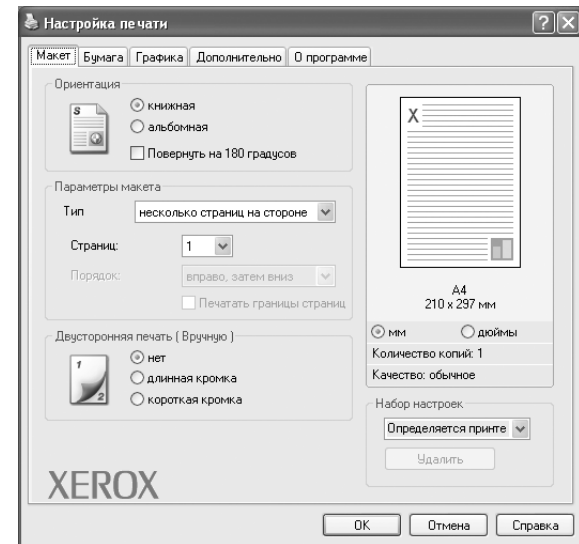 Настройка печати
Макет Бумага Графика Дополнительно О программе
Ориентация
книжная
альбомная
Повернуть на 180 градусов
Параметры макета
Тип несколько страниц на стороне
Страниц: 1
Порядок: вправо, затем вниз
Печатать границы страниц
Двусторонняя печать ( Вручную )
нет
длинная кромка
короткая кромка
XEROX
X
A4
210 x 297 мм
мм дюймы
Количество копий: 1
Качество: обычное
Набор настроек
Определяется принте
Удалить
OK Отмена Справка
S
1
2